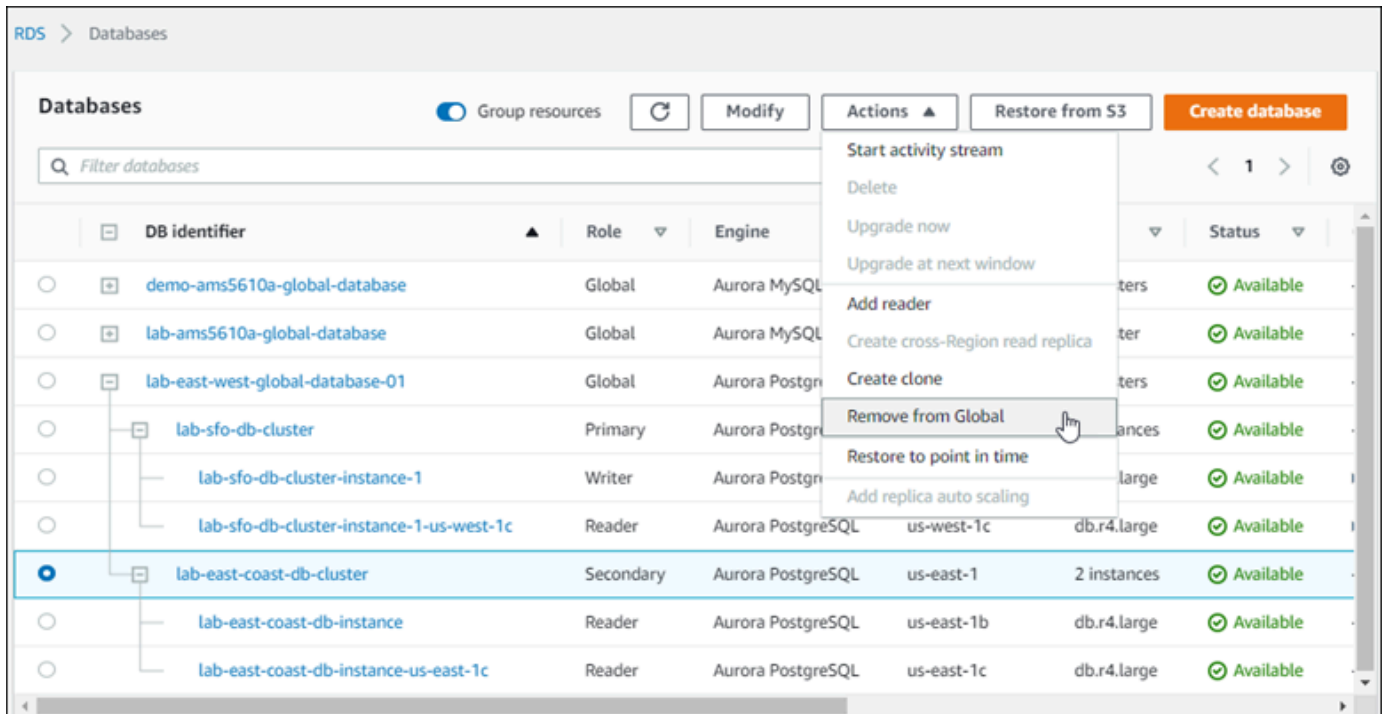 RDS > Databases
Databases Group resources Modify Actions ▲ Restore from S3 Create database
Filter databases < 1 >
Start activity stream
Delete
Upgrade now
Upgrade at next window
Add reader
Create cross-Region read replica
Create clone
Remove from Global
Restore to point in time
Add replica auto scaling
DB identifier ▲ Role Engine Status
demo-ams5610a-global-database Global Aurora MySQL ters Available
lab-ams5610a-global-database Global Aurora MySQL ter Available
lab-east-west-global-database-01 Global Aurora Postgr ters Available
lab-sfo-db-cluster Primary Aurora Postgr ances Available
lab-sfo-db-cluster-instance-1 Writer Aurora Postgr large Available
lab-sfo-db-cluster-instance-1-us-west-1c Reader Aurora PostgreSQL us-west-1c db.r4.large Available
lab-east-coast-db-cluster Secondary Aurora PostgreSQL us-east-1 2 instances Available
lab-east-coast-db-instance Reader Aurora PostgreSQL us-east-1b db.r4.large Available
lab-east-coast-db-instance-us-east-1c Reader Aurora PostgreSQL us-east-1c db.r4.large Available